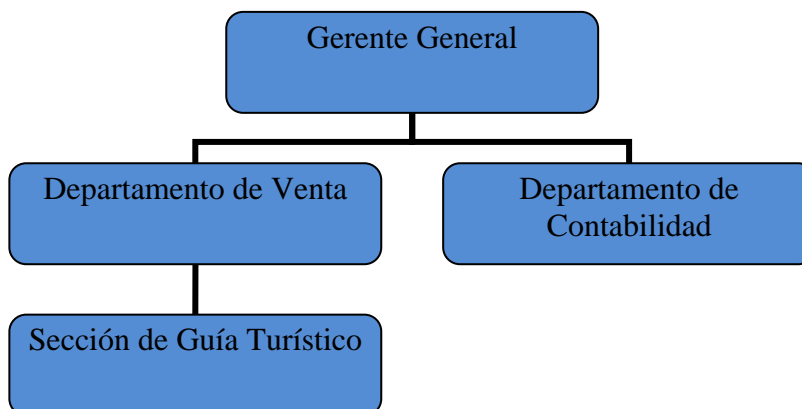 Gerente General
Departamento de Venta
Departamento de
Contabilidad
Sección de Guía Turístico